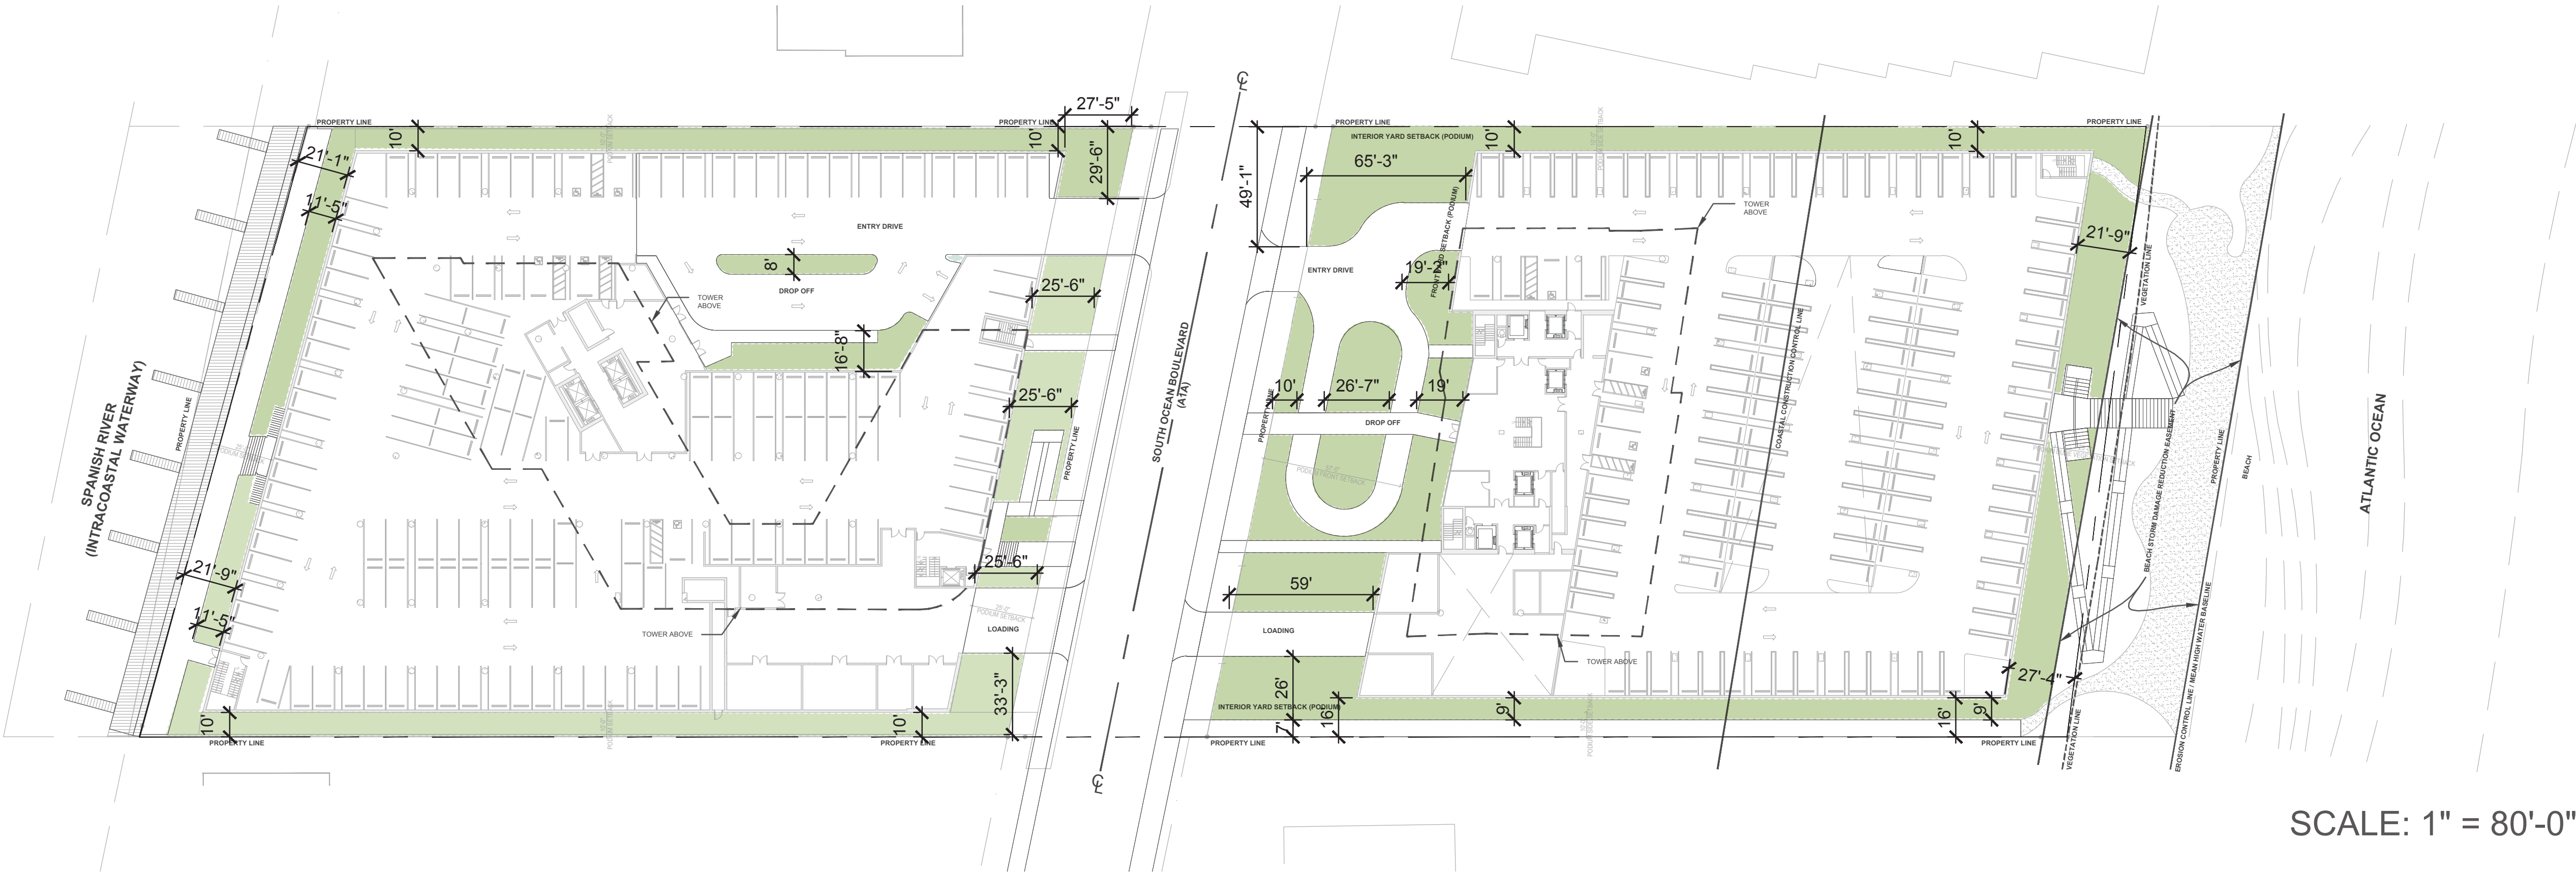 27'-5"
PROPERTY LINE
PROPERTY LINE
PROPERTY LINE
PROPERTY LINE
10'
10'
29'-6"
21'-1"
11'-5"
INTERIOR YARD SETBACK (PODIUM)
10'
10'
65'-3"
49'-1"
TOWER
ABOVE
ENTRY DRIVE
8'
DROP OFF
TOWER
ABOVE
25'-6"
16'-8"
25'-6"
ENTRY DRIVE
19'-2"
FRONT YARD SETBACK (PODIUM)
21'-9"
VEGETATION LINE
COASTAL CONSTRUCTION CONTROL LINE
SPANISH RIVER
(INTRACOASTAL WATERWAY)
PROPERTY LINE
PROPERTY LINE
SOUTH OCEAN BOULEVARD
(A1A)
PROPERTY LINE
10'
26'-7"
19'
DROP OFF
BEACH STORM DAMAGE REDUCTION EASEMENT
PROPERTY LINE
BEACH
ATLANTIC OCEAN
21'-9"
11'-5"
25'-6"
LOADING
TOWER ABOVE
59'
LOADING
TOWER ABOVE
33'-3"
10'
10'
26'
7'
16'
9'
16'
9'
27'-4"
INTERIOR YARD SETBACK (PODIUM)
PROPERTY LINE
PROPERTY LINE
PROPERTY LINE
PROPERTY LINE
VEGETATION LINE
EROSION CONTROL LINE / MEAN HIGH WATER BASELINE
SCALE: 1" = 80'-0"